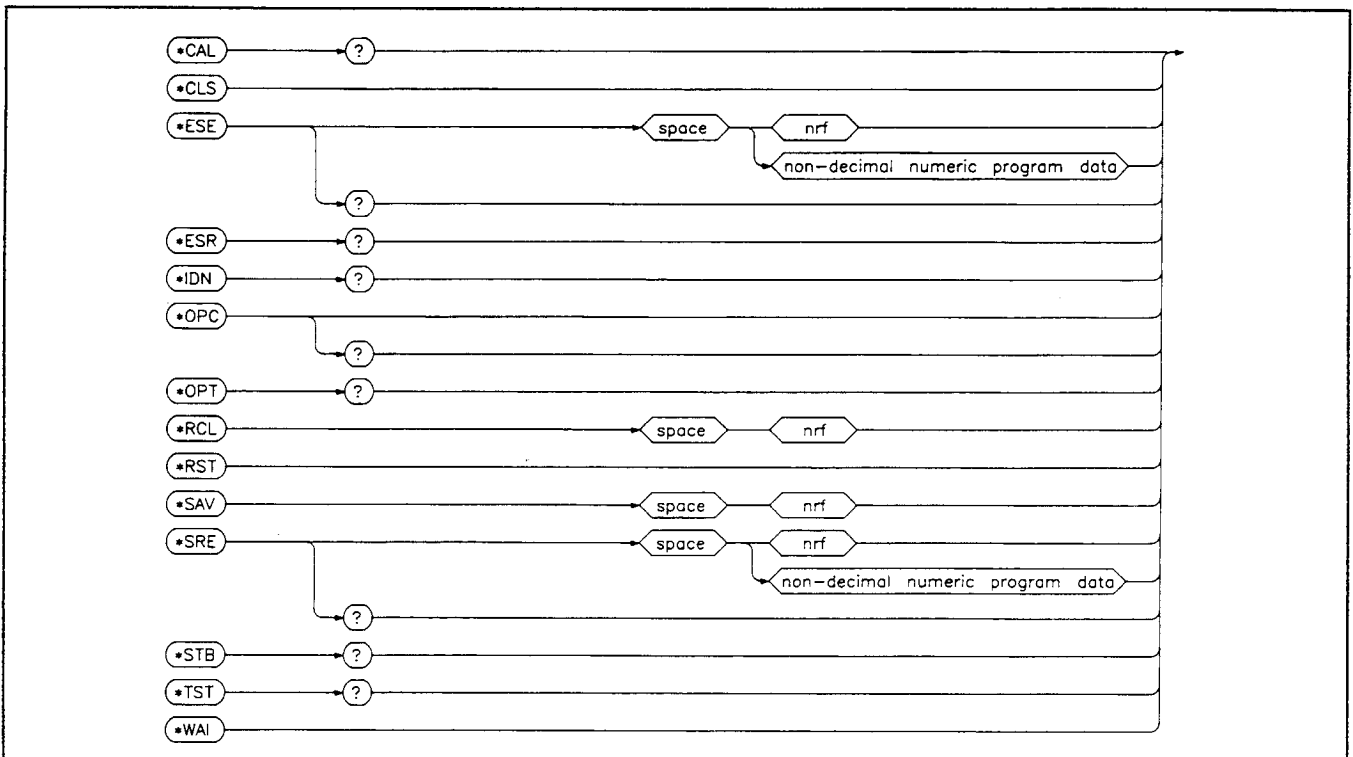 *CAL ?
*CLS
*ESE space nrf
non-decimal numeric program data
?
*ESR ?
*IDN ?
*OPC
?
*OPT ?
*RCL space nrf
*RST
*SAV space nrf
*SRE space nrf
non-decimal numeric program data
?
*STB ?
*TST ?
*WAI